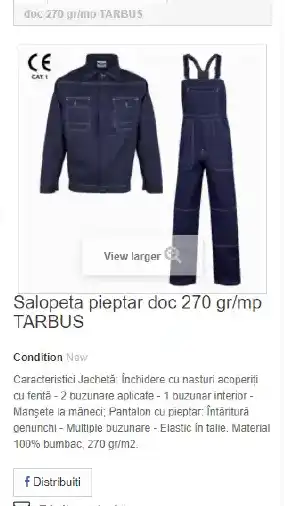 doc 270 gr/mp TARBUS
CE
CAT. I
View larger
Salopeta pieptar doc 270 gr/mp
TARBUS
Condition New
Caracteristici Jachetă: Închidere cu nasturi acoperiți
cu fentă - 2 buzunare aplicate - 1 buzunar interior -
Manșete la mâneci; Pantalon cu pieptar: Întăritură
genunchi - Multiple buzunare - Elastic în talie. Material
100% bumbac, 270 gr/m2.
f Distribuiti